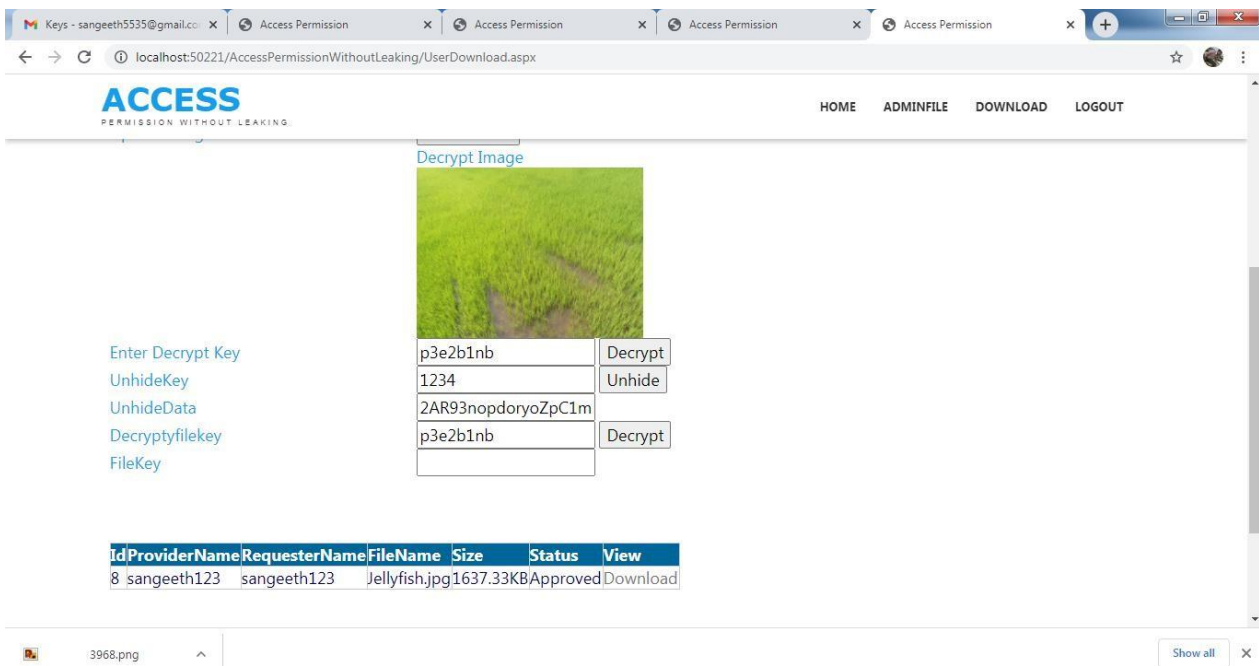 Keys - sangeeth5535@gmail.co
Access Permission
Access Permission
Access Permission
Access Permission
localhost:50221/AccessPermissionWithoutLeaking/UserDownload.aspx
ACCESS
PERMISSION WITHOUT LEAKING
HOME ADMINFILE DOWNLOAD LOGOUT
Decrypt Image
Enter Decrypt Key p3e2b1nb Decrypt
UnhideKey 1234 Unhide
UnhideData 2AR93nopdoryoZpC1m
Decryptyfilekey p3e2b1nb Decrypt
FileKey
Id ProviderName RequesterName FileName Size Status View
8 sangeeth123 sangeeth123 Jellyfish.jpg 1637.33KB Approved Download
3968.png
Show all